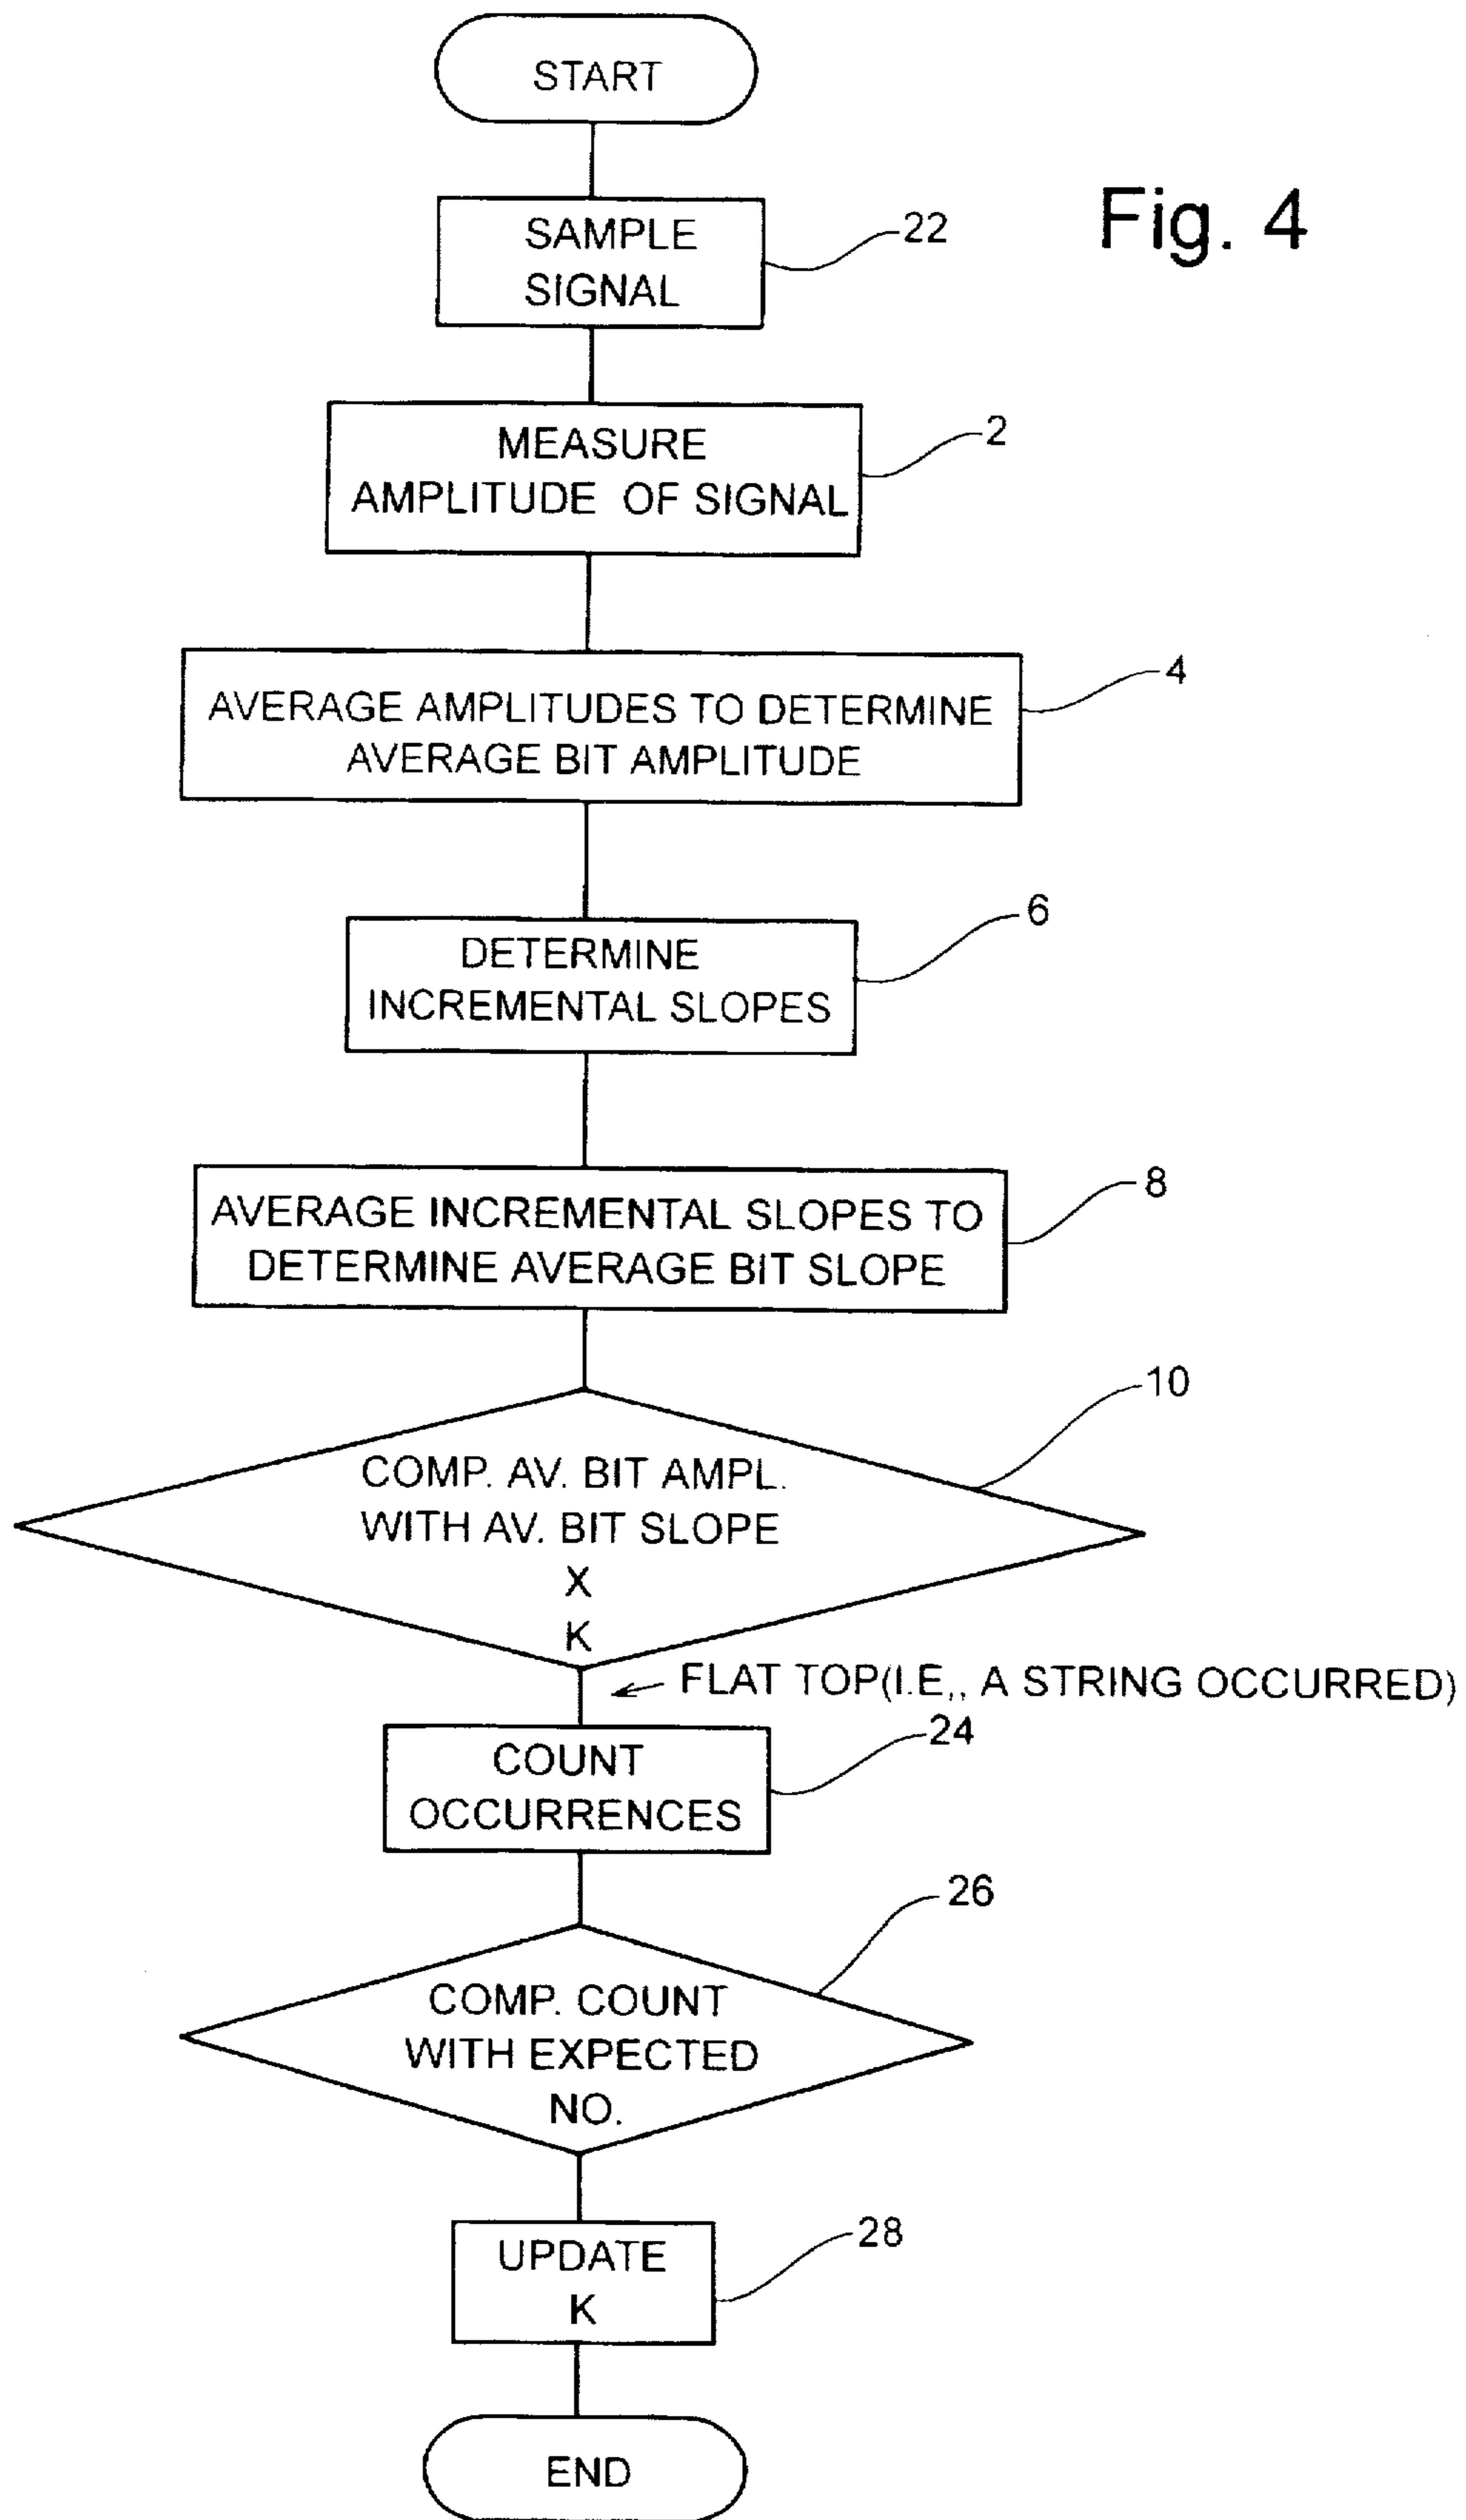 START
Fig. 4
SAMPLE
SIGNAL
22
MEASURE
AMPLITUDE OF SIGNAL
2
AVERAGE AMPLITUDES TO DETERMINE
AVERAGE BIT AMPLITUDE
4
DETERMINE
INCREMENTAL SLOPES
6
AVERAGE INCREMENTAL SLOPES TO
DETERMINE AVERAGE BIT SLOPE
8
COMP. AV. BIT AMPL.
WITH AV. BIT SLOPE
X
K
10
FLAT TOP(I.E,, A STRING OCCURRED)
COUNT
OCCURRENCES
24
COMP. COUNT
WITH EXPECTED
NO.
26
UPDATE
K
28
END